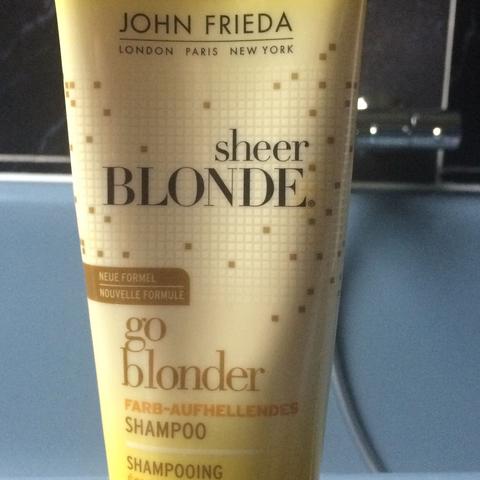 JOHN FRIEDA
LONDON PARIS NEW YORK
sheer
BLONDE®
NEUE FORMEL
NOUVELLE FORMULE
go
blonder
FARB-AUFHELLENDES
SHAMPOO
SHAMPOOING